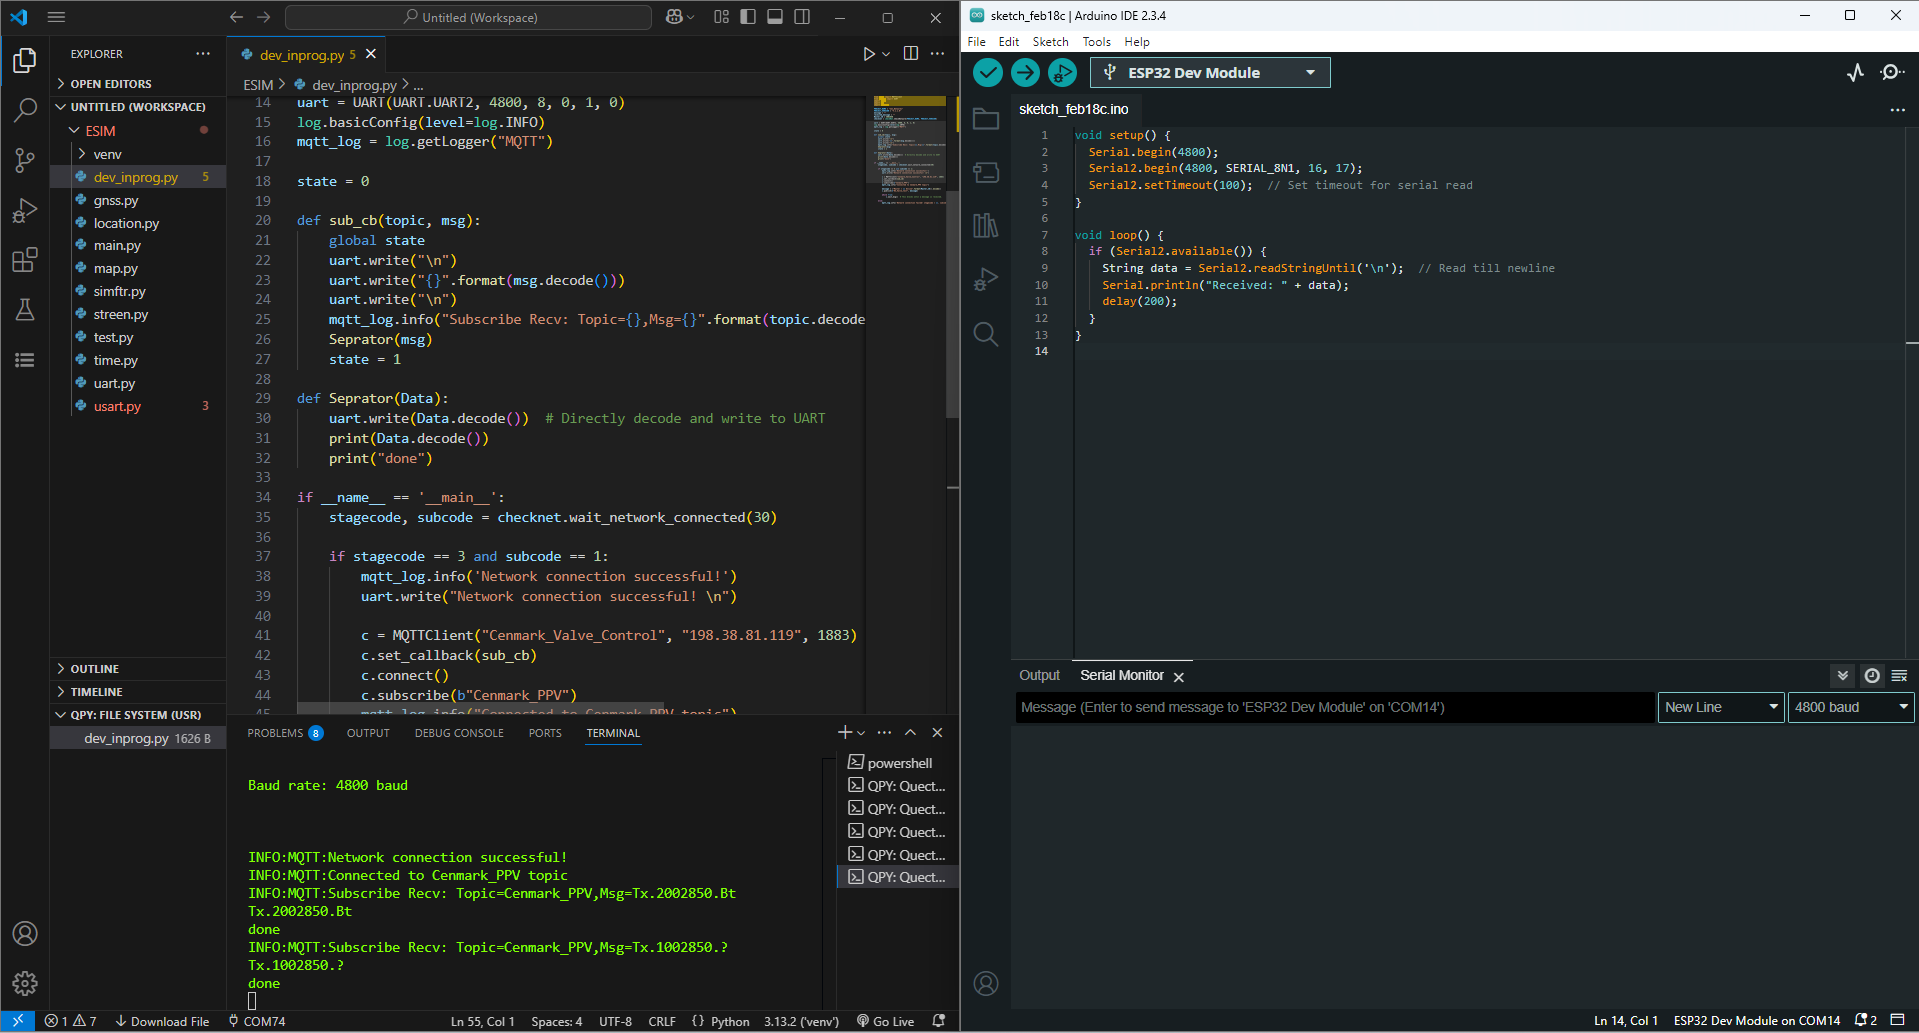 Untitled (Workspace)
EXPLORER
OPEN EDITORS
UNTITLED (WORKSPACE)
ESIM
venv
dev_inprog.py 5
gnss.py
location.py
main.py
map.py
simftr.py
streen.py
test.py
time.py
uart.py
usart.py 3
OUTLINE
TIMELINE
QPY: FILE SYSTEM (USR)
dev_inprog.py 1626 B
dev_inprog.py 5
ESIM > dev_inprog.py > ...
14 uart = UART(UART.UART2, 4800, 8, 0, 1, 0)
15 log.basicConfig(level=log.INFO)
16 mqtt_log = log.getLogger("MQTT")
17
18 state = 0
19
20 def sub_cb(topic, msg):
21 global state
22 uart.write("\n")
23 uart.write("{}".format(msg.decode()))
24 uart.write("\n")
25 mqtt_log.info("Subscribe Recv: Topic={},Msg={}".format(topic.decode
26 Seprator(msg)
27 state = 1
28
29 def Seprator(Data):
30 uart.write(Data.decode()) # Directly decode and write to UART
31 print(Data.decode())
32 print("done")
33
34 if __name__ == '__main__':
35 stagecode, subcode = checknet.wait_network_connected(30)
36
37 if stagecode == 3 and subcode == 1:
38 mqtt_log.info('Network connection successful!')
39 uart.write("Network connection successful! \n")
40
41 c = MQTTClient("Cenmark_Valve_Control", "198.38.81.119", 1883)
42 c.set_callback(sub_cb)
43 c.connect()
44 c.subscribe(b"Cenmark_PPV")
45 mqtt_log.info("Connected to Cenmark_PPV topic")
PROBLEMS 8 OUTPUT DEBUG CONSOLE PORTS TERMINAL
Baud rate: 4800 baud
INFO:MQTT:Network connection successful!
INFO:MQTT:Connected to Cenmark_PPV topic
INFO:MQTT:Subscribe Recv: Topic=Cenmark_PPV,Msg=Tx.2002850.Bt
Tx.2002850.Bt
done
INFO:MQTT:Subscribe Recv: Topic=Cenmark_PPV,Msg=Tx.1002850.?
Tx.1002850.?
done
powershell
QPY: Quect...
QPY: Quect...
QPY: Quect...
QPY: Quect...
QPY: Quect...
1 7 Download File COM74 Ln 55, Col 1 Spaces: 4 UTF-8 CRLF {} Python 3.13.2 ('venv') Go Live
sketch_feb18c | Arduino IDE 2.3.4
File Edit Sketch Tools Help
ESP32 Dev Module
sketch_feb18c.ino
1 void setup() {
2 Serial.begin(4800);
3 Serial2.begin(4800, SERIAL_8N1, 16, 17);
4 Serial2.setTimeout(100); // Set timeout for serial read
5 }
6
7 void loop() {
8 if (Serial2.available()) {
9 String data = Serial2.readStringUntil('\n'); // Read till newline
10 Serial.println("Received: " + data);
11 delay(200);
12 }
13 }
14
Output Serial Monitor
Message (Enter to send message to 'ESP32 Dev Module' on 'COM14')
New Line
4800 baud
Ln 14, Col 1 ESP32 Dev Module on COM14 2